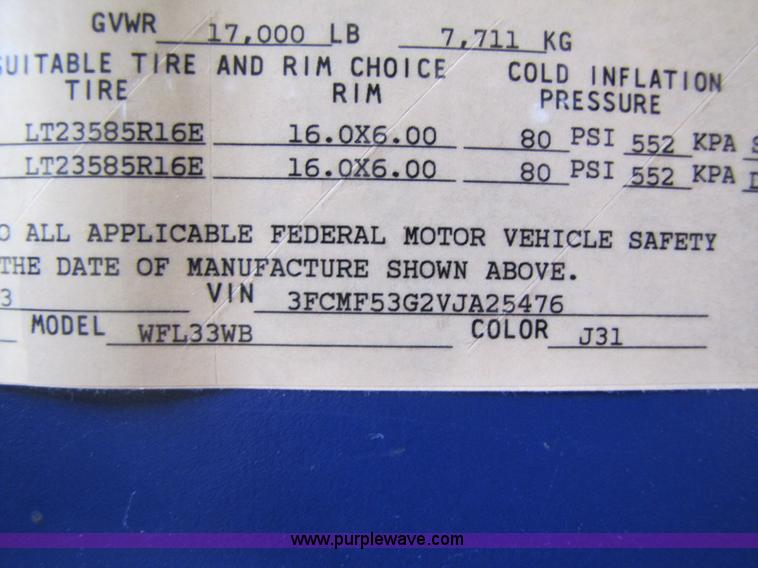 GVWR 17,000 LB 7,711 KG
SUITABLE TIRE AND RIM CHOICE COLD INFLATION
TIRE RIM PRESSURE
LT23585R16E 16.0X6.00 80 PSI 552 KPA S
LT23585R16E 16.0X6.00 80 PSI 552 KPA D
O ALL APPLICABLE FEDERAL MOTOR VEHICLE SAFETY
THE DATE OF MANUFACTURE SHOWN ABOVE.
3 VIN 3FCMF53G2VJA25476
MODEL WFL33WB COLOR J31
www.purplewave.com